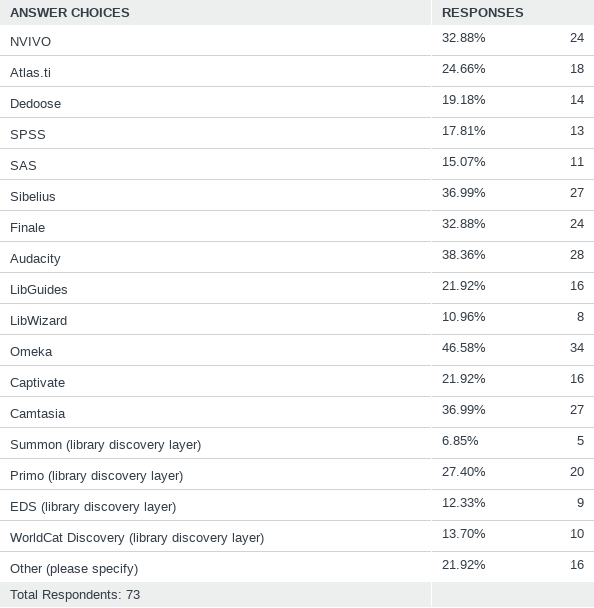 ANSWER CHOICES RESPONSES
NVIVO 32.88% 24
Atlas.ti 24.66% 18
Dedoose 19.18% 14
SPSS 17.81% 13
SAS 15.07% 11
Sibelius 36.99% 27
Finale 32.88% 24
Audacity 38.36% 28
LibGuides 21.92% 16
LibWizard 10.96% 8
Omeka 46.58% 34
Captivate 21.92% 16
Camtasia 36.99% 27
Summon (library discovery layer) 6.85% 5
Primo (library discovery layer) 27.40% 20
EDS (library discovery layer) 12.33% 9
WorldCat Discovery (library discovery layer) 13.70% 10
Other (please specify) 21.92% 16
Total Respondents: 73